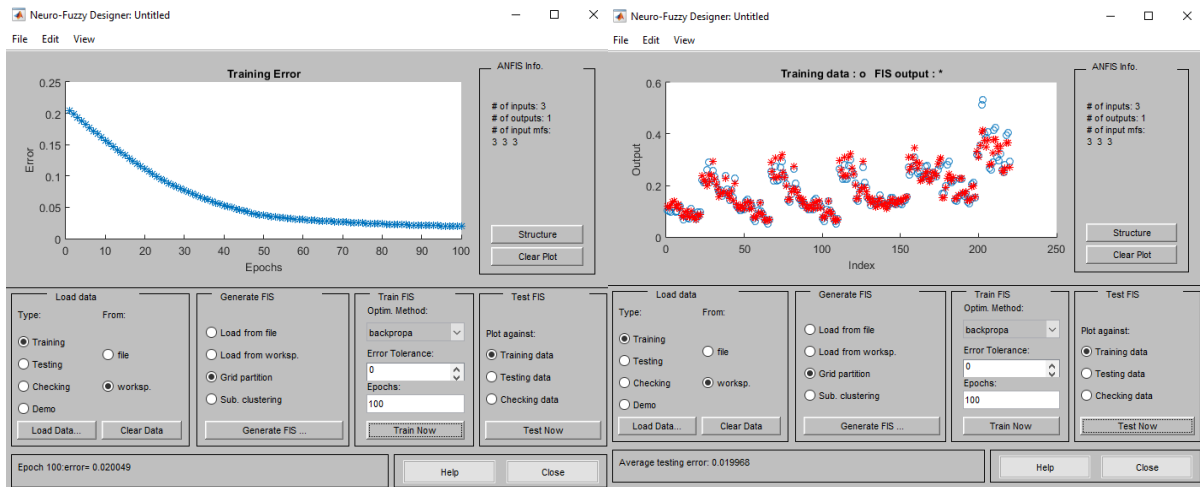 Neuro-Fuzzy Designer: Untitled
File Edit View
Training Error
Error
0.25
0.2
0.15
0.1
0.05
0
0 10 20 30 40 50 60 70 80 90 100
Epochs
ANFIS Info.
# of inputs: 3
# of outputs: 1
# of input mfs:
3 3 3
Structure
Clear Plot
Load data
Type: From:
Training
Testing
Checking
Demo
file
worksp.
Load Data... Clear Data
Generate FIS
Load from file
Load from worksp.
Grid partition
Sub. clustering
Generate FIS ...
Train FIS
Optim. Method:
backpropa
Error Tolerance:
0
Epochs:
100
Train Now
Test FIS
Plot against:
Training data
Testing data
Checking data
Test Now
Epoch 100:error= 0.020049
Help Close
Neuro-Fuzzy Designer: Untitled
File Edit View
Training data : o FIS output : *
Output
0.6
0.4
0.2
0
0 50 100 150 200 250
Index
ANFIS Info.
# of inputs: 3
# of outputs: 1
# of input mfs:
3 3 3
Structure
Clear Plot
Load data
Type: From:
Training
Testing
Checking
Demo
file
worksp.
Load Data... Clear Data
Generate FIS
Load from file
Load from worksp.
Grid partition
Sub. clustering
Generate FIS ...
Train FIS
Optim. Method:
backpropa
Error Tolerance:
0
Epochs:
100
Train Now
Test FIS
Plot against:
Training data
Testing data
Checking data
Test Now
Average testing error: 0.019968
Help Close